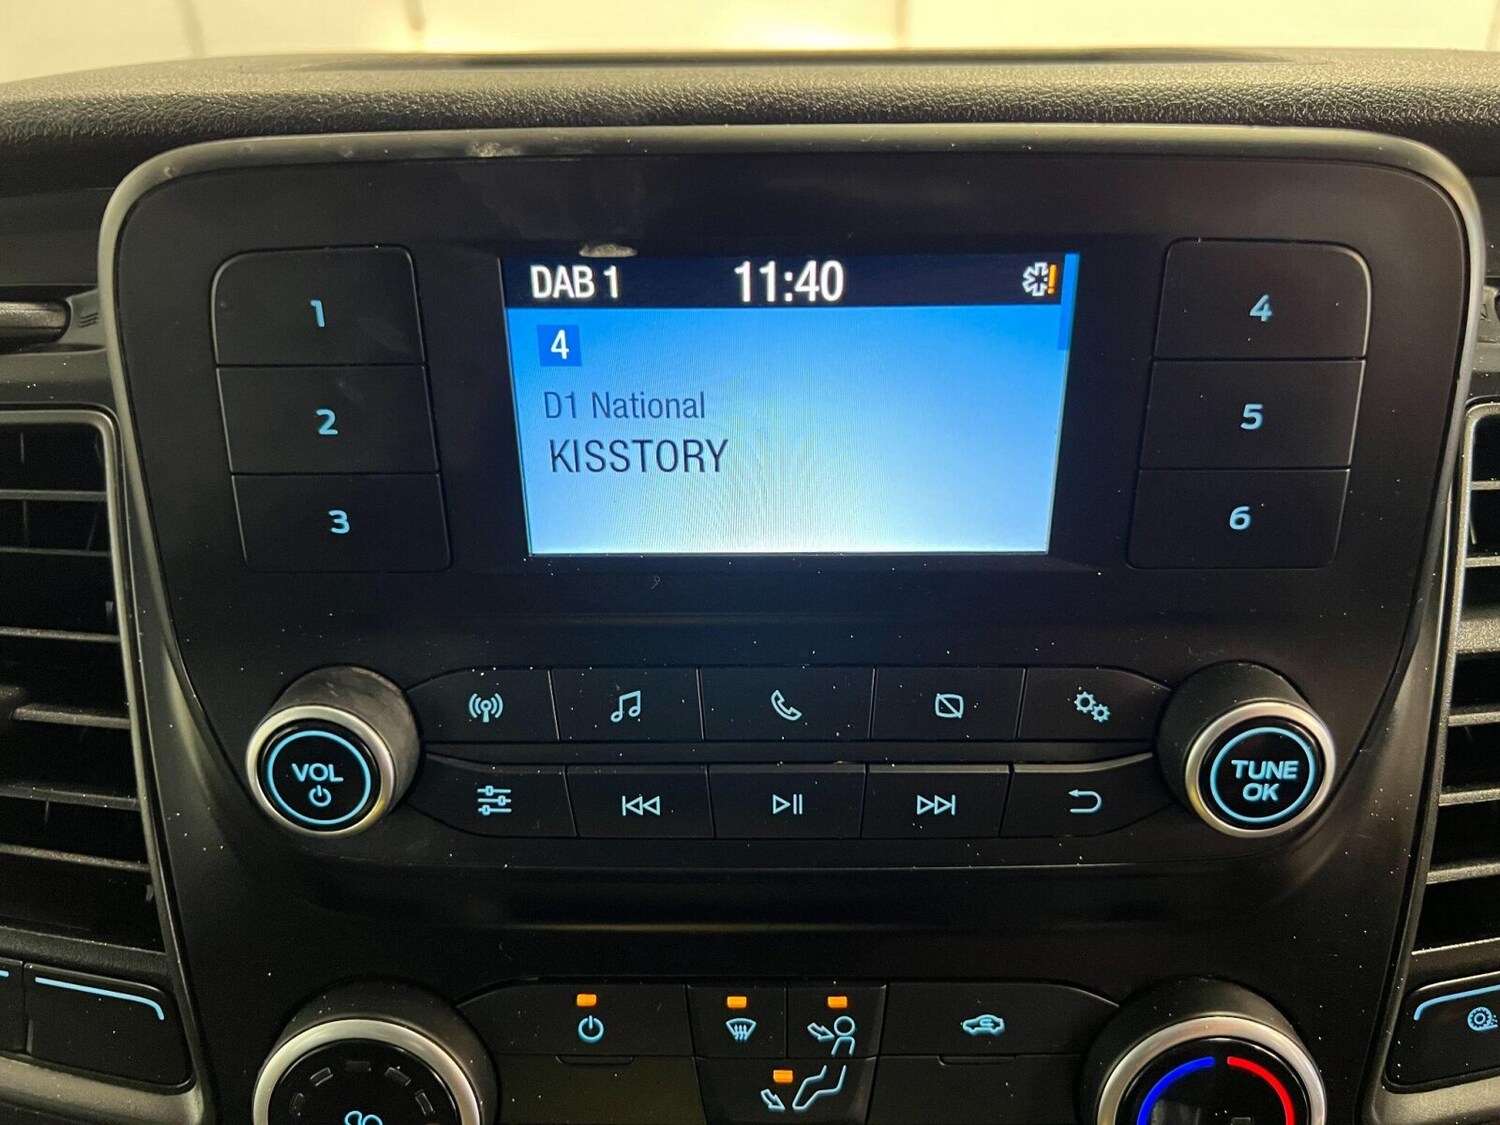 DAB 1 11:40
4
D1 National
KISSTORY
1
2
3
4
5
6
VOL
TUNE
OK